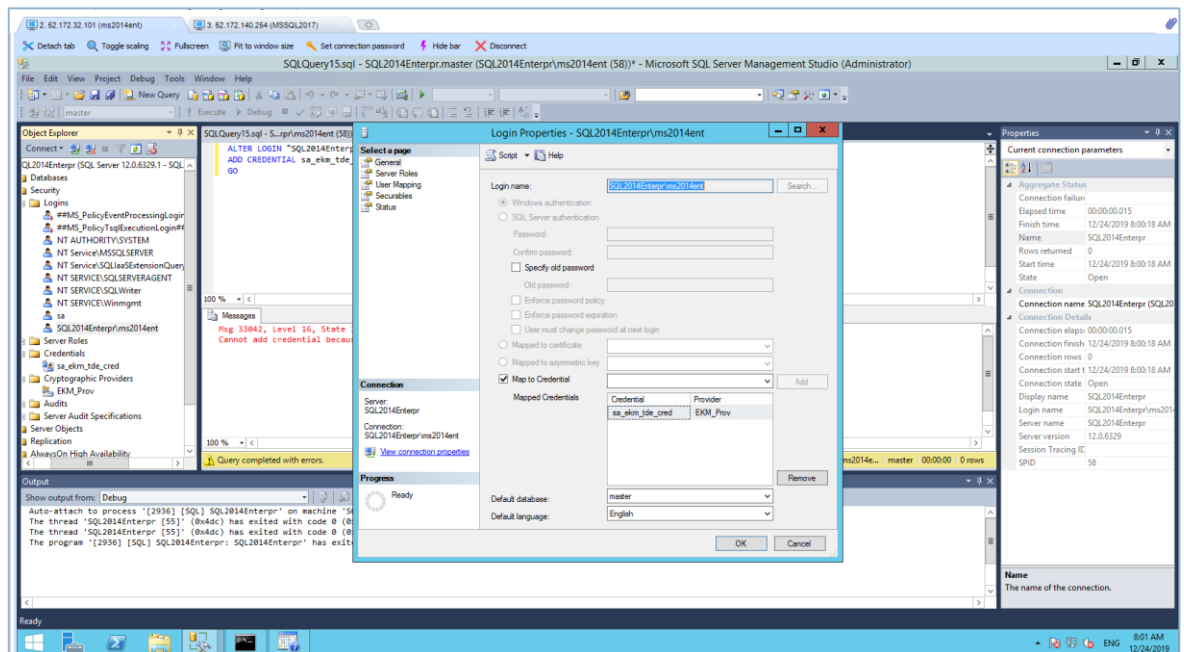 2. 52.172.32.101 (ms2014ent)
3. 52.172.140.254 (MSSQL2017)
Detach tab Toggle scaling Fullscreen Fit to window size Set connection password Hide bar Disconnect
SQLQuery15.sql - SQL2014Enterpr.master (SQL2014Enterpr\ms2014ent (58))* - Microsoft SQL Server Management Studio (Administrator)
File Edit View Project Debug Tools Window Help
New Query
master Execute Debug
Object Explorer
Connect
QL2014Enterpr (SQL Server 12.0.6329.1 - SQL
Databases
Security
Logins
##MS_PolicyEventProcessingLogin
##MS_PolicyTsqlExecutionLogin##
NT AUTHORITY\SYSTEM
NT Service\MSSQLSERVER
NT Service\SQLIaaSExtensionQuery
NT SERVICE\SQLSERVERAGENT
NT SERVICE\SQLWriter
NT SERVICE\Winmgmt
sa
SQL2014Enterpr\ms2014ent
Server Roles
Credentials
sa_ekm_tde_cred
Cryptographic Providers
EKM_Prov
Audits
Server Audit Specifications
Server Objects
Replication
AlwaysOn High Availability
SQLQuery15.sql - S...rpr\ms2014ent (58))
ALTER LOGIN "SQL2014Enterp
ADD CREDENTIAL sa_ekm_tde_
GO
100 %
Messages
Msg 33042, Level 16, State
Cannot add credential becaus
100 %
Query completed with errors.
ms2014e... master 00:00:00 0 rows
Login Properties - SQL2014Enterpr\ms2014ent
Select a page
General
Server Roles
User Mapping
Securables
Status
Connection
Server:
SQL2014Enterpr
Connection:
SQL2014Enterpr\ms2014ent
View connection properties
Progress
Ready
Script Help
Login name: SQL2014Enterpr\ms2014ent Search...
Windows authentication
SQL Server authentication
Password:
Confirm password:
Specify old password
Old password:
Enforce password policy
Enforce password expiration
User must change password at next login
Mapped to certificate
Mapped to asymmetric key
Map to Credential Add
Mapped Credentials Credential Provider
sa_ekm_tde_cred EKM_Prov
Remove
Default database: master
Default language: English
OK Cancel
Properties
Current connection parameters
Aggregate Status
Connection failure
Elapsed time 00:00:00.015
Finish time 12/24/2019 8:00:18 AM
Name SQL2014Enterpr
Rows returned 0
Start time 12/24/2019 8:00:18 AM
State Open
Connection
Connection name SQL2014Enterpr (SQL20
Connection Details
Connection elaps 00:00:00.015
Connection finish 12/24/2019 8:00:18 AM
Connection rows 0
Connection start t 12/24/2019 8:00:18 AM
Connection state Open
Display name SQL2014Enterpr
Login name SQL2014Enterpr\ms201
Server name SQL2014Enterpr
Server version 12.0.6329
Session Tracing ID
SPID 58
Name
The name of the connection.
Output
Show output from: Debug
Auto-attach to process '[2936] [SQL] SQL2014Enterpr' on machine 'S
The thread 'SQL2014Enterpr [55]' (0x4dc) has exited with code 0 (0
The thread 'SQL2014Enterpr [55]' (0x4dc) has exited with code 0 (0
The program '[2936] [SQL] SQL2014Enterpr: SQL2014Enterpr' has exit
Ready
ENG 8:01 AM
12/24/2019